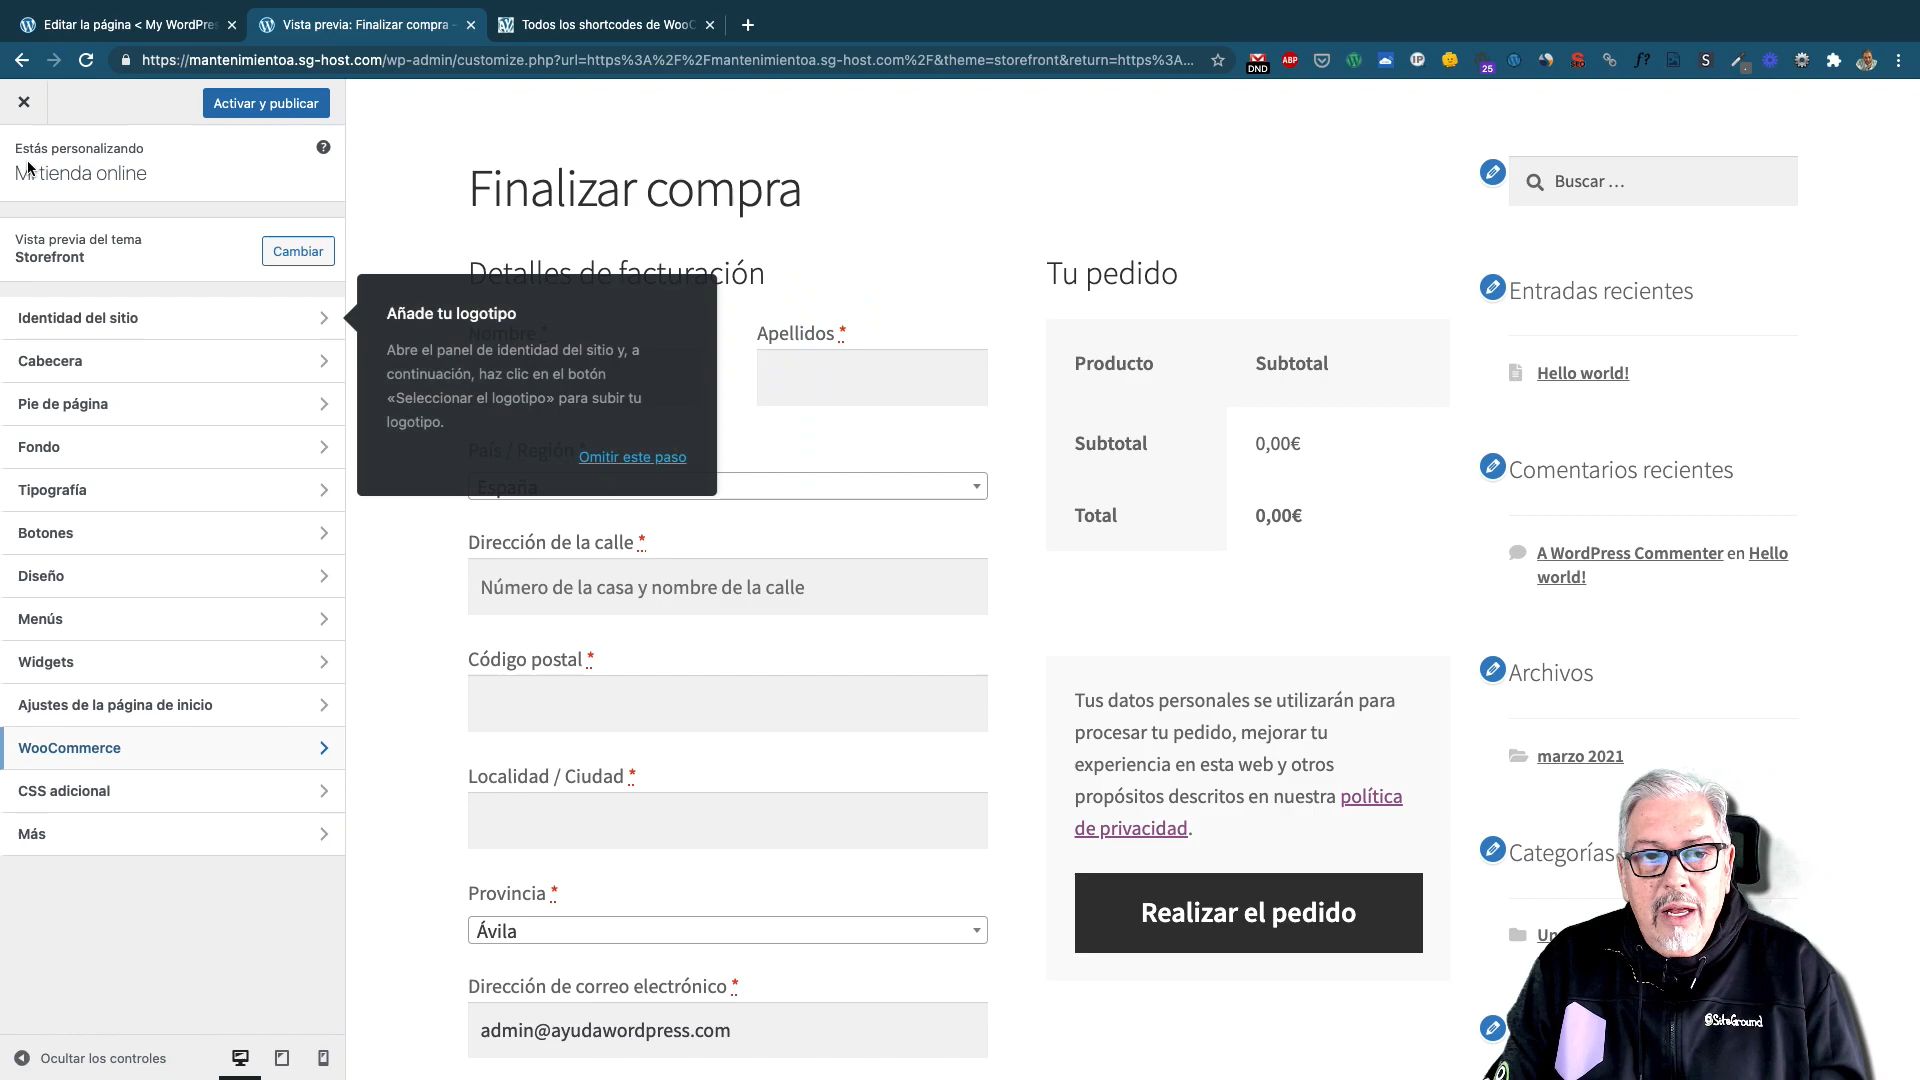 Editar la página < My WordPre
Vista previa: Finalizar compra -
Todos los shortcodes de WooC
https://mantenimientoa.sg-host.com/wp-admin/customize.php?url=https%3A%2F%2Fmantenimientoa.sg-host.com%2F&theme=storefront&return=https%3A...
DND
ABP
25
Activar y publicar
Estás personalizando
Mi tienda online
Vista previa del tema
Storefront
Cambiar
Identidad del sitio
Cabecera
Pie de página
Fondo
Tipografía
Botones
Diseño
Menús
Widgets
Ajustes de la página de inicio
WooCommerce
CSS adicional
Más
Ocultar los controles
Añade tu logotipo
Abre el panel de identidad del sitio y, a
continuación, haz clic en el botón
«Seleccionar el logotipo» para subir tu
logotipo.
Omitir este paso
Finalizar compra
Detalles de facturación
Nombre *
Apellidos *
País / Región *
España
Dirección de la calle *
Número de la casa y nombre de la calle
Código postal *
Localidad / Ciudad *
Provincia *
Ávila
Dirección de correo electrónico *
admin@ayudawordpress.com
Tu pedido
Producto Subtotal
Subtotal 0,00€
Total 0,00€
Tus datos personales se utilizarán para
procesar tu pedido, mejorar tu
experiencia en esta web y otros
propósitos descritos en nuestra política
de privacidad.
Realizar el pedido
Buscar …
Entradas recientes
Hello world!
Comentarios recientes
A WordPress Commenter en Hello
world!
Archivos
marzo 2021
Categorías
Un
SiteGround